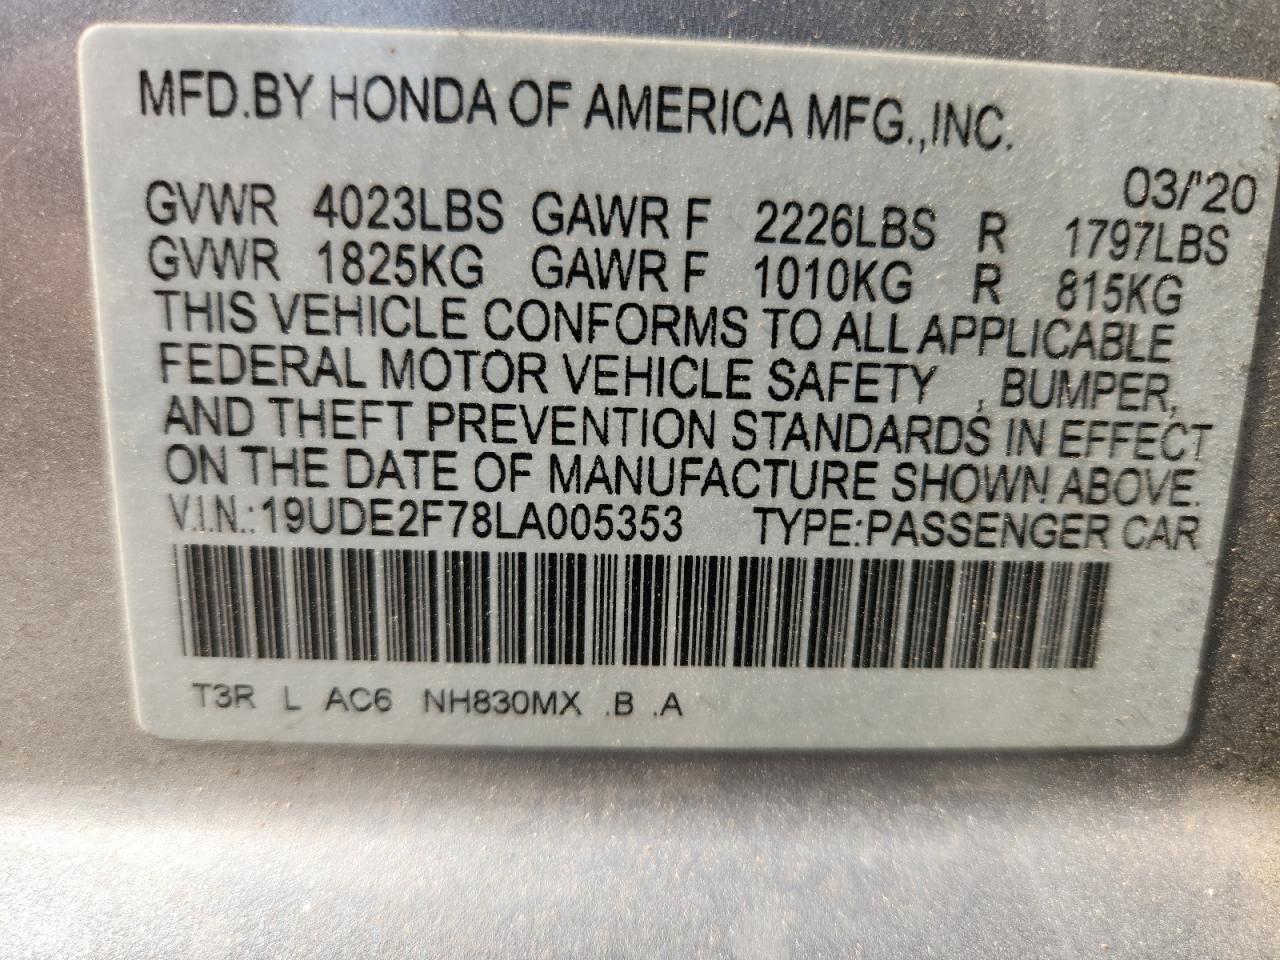 MFD.BY HONDA OF AMERICA MFG.,INC.
03/'20
GVWR 4023LBS GAWR F 2226LBS R 1797LBS
GVWR 1825KG GAWR F 1010KG R 815KG
THIS VEHICLE CONFORMS TO ALL APPLICABLE
FEDERAL MOTOR VEHICLE SAFETY , BUMPER,
AND THEFT PREVENTION STANDARDS IN EFFECT
ON THE DATE OF MANUFACTURE SHOWN ABOVE.
V.I.N.:19UDE2F78LA005353 TYPE:PASSENGER CAR
T3R L AC6 NH830MX .B .A